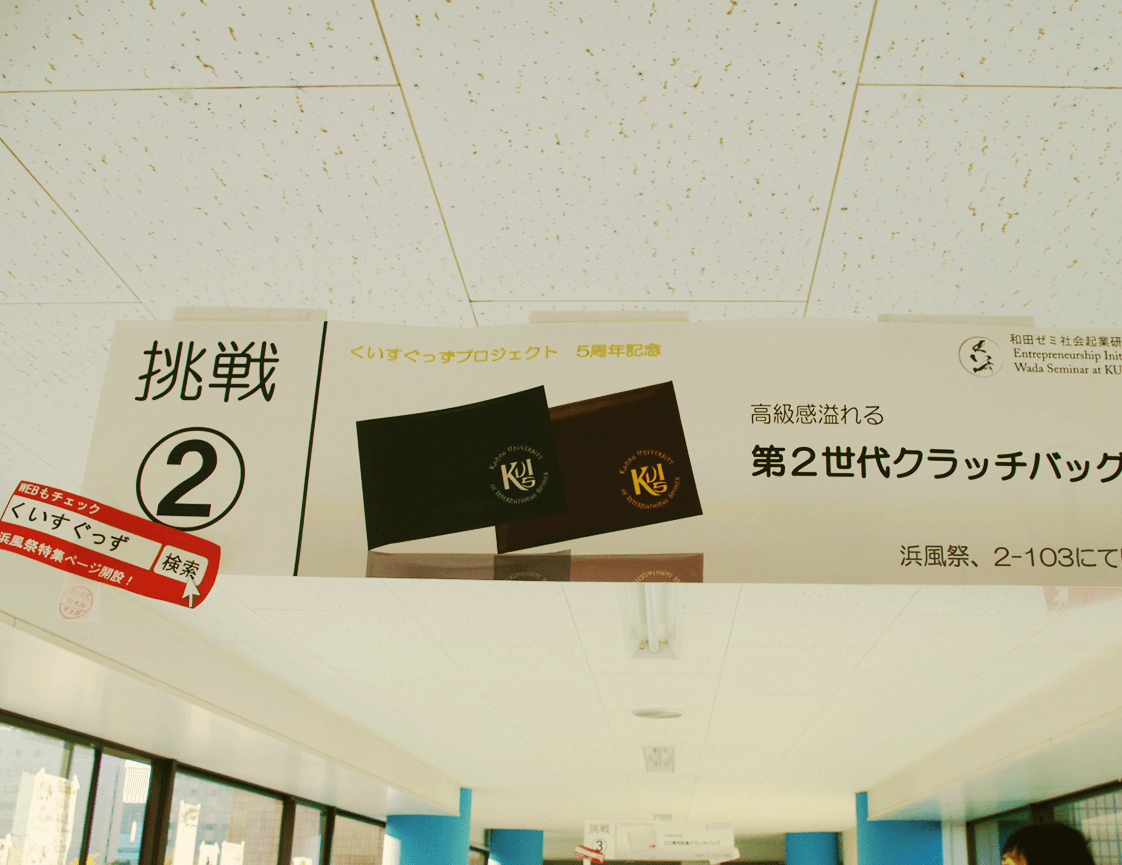 挑戦
②
くいすぐっずプロジェクト 5周年記念
KANDA UNIVERSITY
KUIS
OF INTERNATIONAL STUDIES
KANDA UNIVERSITY
KUIS
OF INTERNATIONAL STUDIES
和田ゼミ社会起業研
Entrepreneurship Init
Wada Seminar at KU
高級感溢れる
第2世代クラッチバッグ
浜風祭、2-103にて
WEBもチェック
くいすぐっず
検索
浜風祭特集ページ開設！
挑戦
3